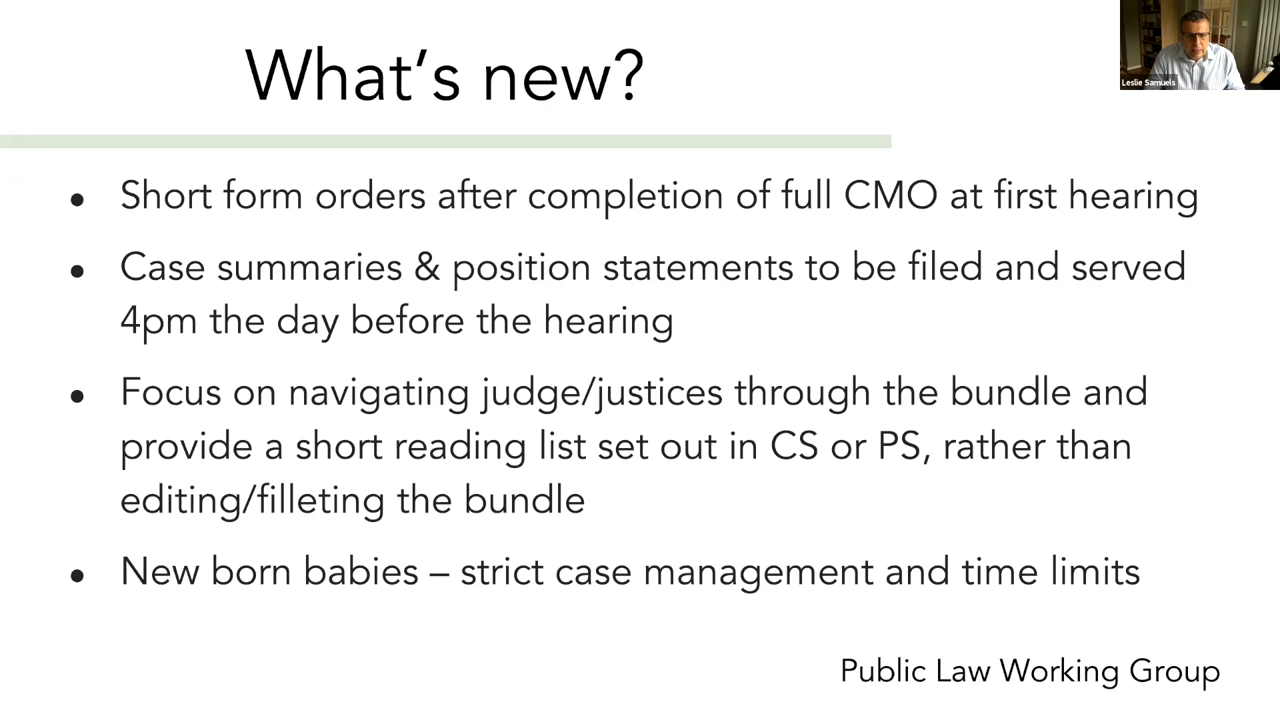 What's new?
Leslie Samuels
• Short form orders after completion of full CMO at first hearing
• Case summaries & position statements to be filed and served
4pm the day before the hearing
• Focus on navigating judge/justices through the bundle and
provide a short reading list set out in CS or PS, rather than
editing/filleting the bundle
• New born babies – strict case management and time limits
Public Law Working Group